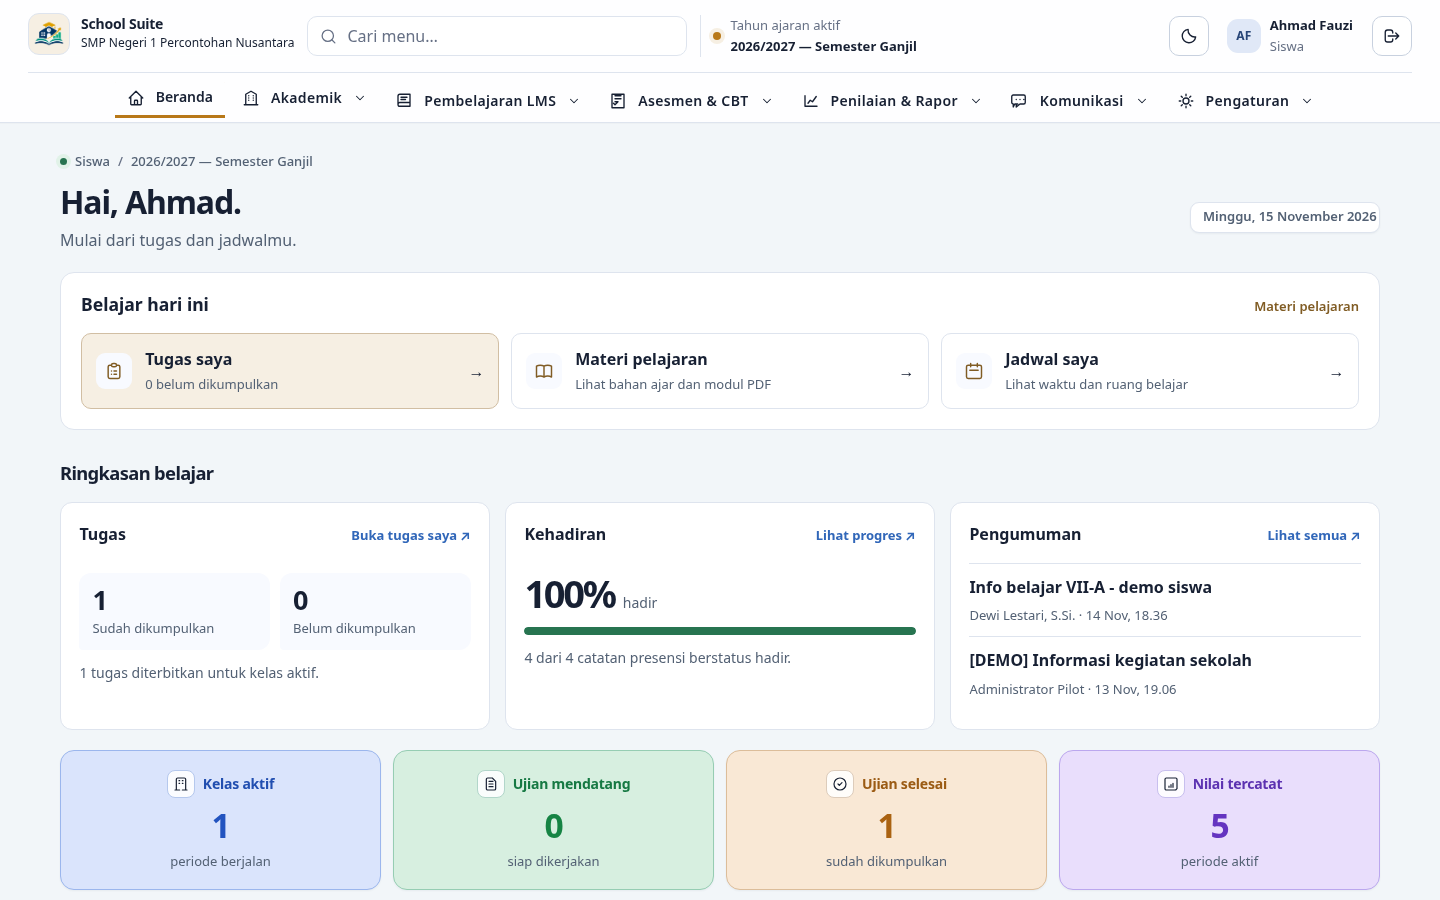 School Suite
SMP Negeri 1 Percontohan Nusantara
Cari menu...
Tahun ajaran aktif
2026/2027 — Semester Ganjil
AF
Ahmad Fauzi
Siswa
Beranda
Akademik
Pembelajaran LMS
Asesmen & CBT
Penilaian & Rapor
Komunikasi
Pengaturan
Siswa / 2026/2027 — Semester Ganjil
Hai, Ahmad.
Mulai dari tugas dan jadwalmu.
Minggu, 15 November 2026
Belajar hari ini
Materi pelajaran
Tugas saya
0 belum dikumpulkan
→
Materi pelajaran
Lihat bahan ajar dan modul PDF
→
Jadwal saya
Lihat waktu dan ruang belajar
→
Ringkasan belajar
Tugas
Buka tugas saya ↗
1
Sudah dikumpulkan
0
Belum dikumpulkan
1 tugas diterbitkan untuk kelas aktif.
Kehadiran
Lihat progres ↗
100% hadir
4 dari 4 catatan presensi berstatus hadir.
Pengumuman
Lihat semua ↗
Info belajar VII-A - demo siswa
Dewi Lestari, S.Si. · 14 Nov, 18.36
[DEMO] Informasi kegiatan sekolah
Administrator Pilot · 13 Nov, 19.06
Kelas aktif
1
periode berjalan
Ujian mendatang
0
siap dikerjakan
Ujian selesai
1
sudah dikumpulkan
Nilai tercatat
5
periode aktif